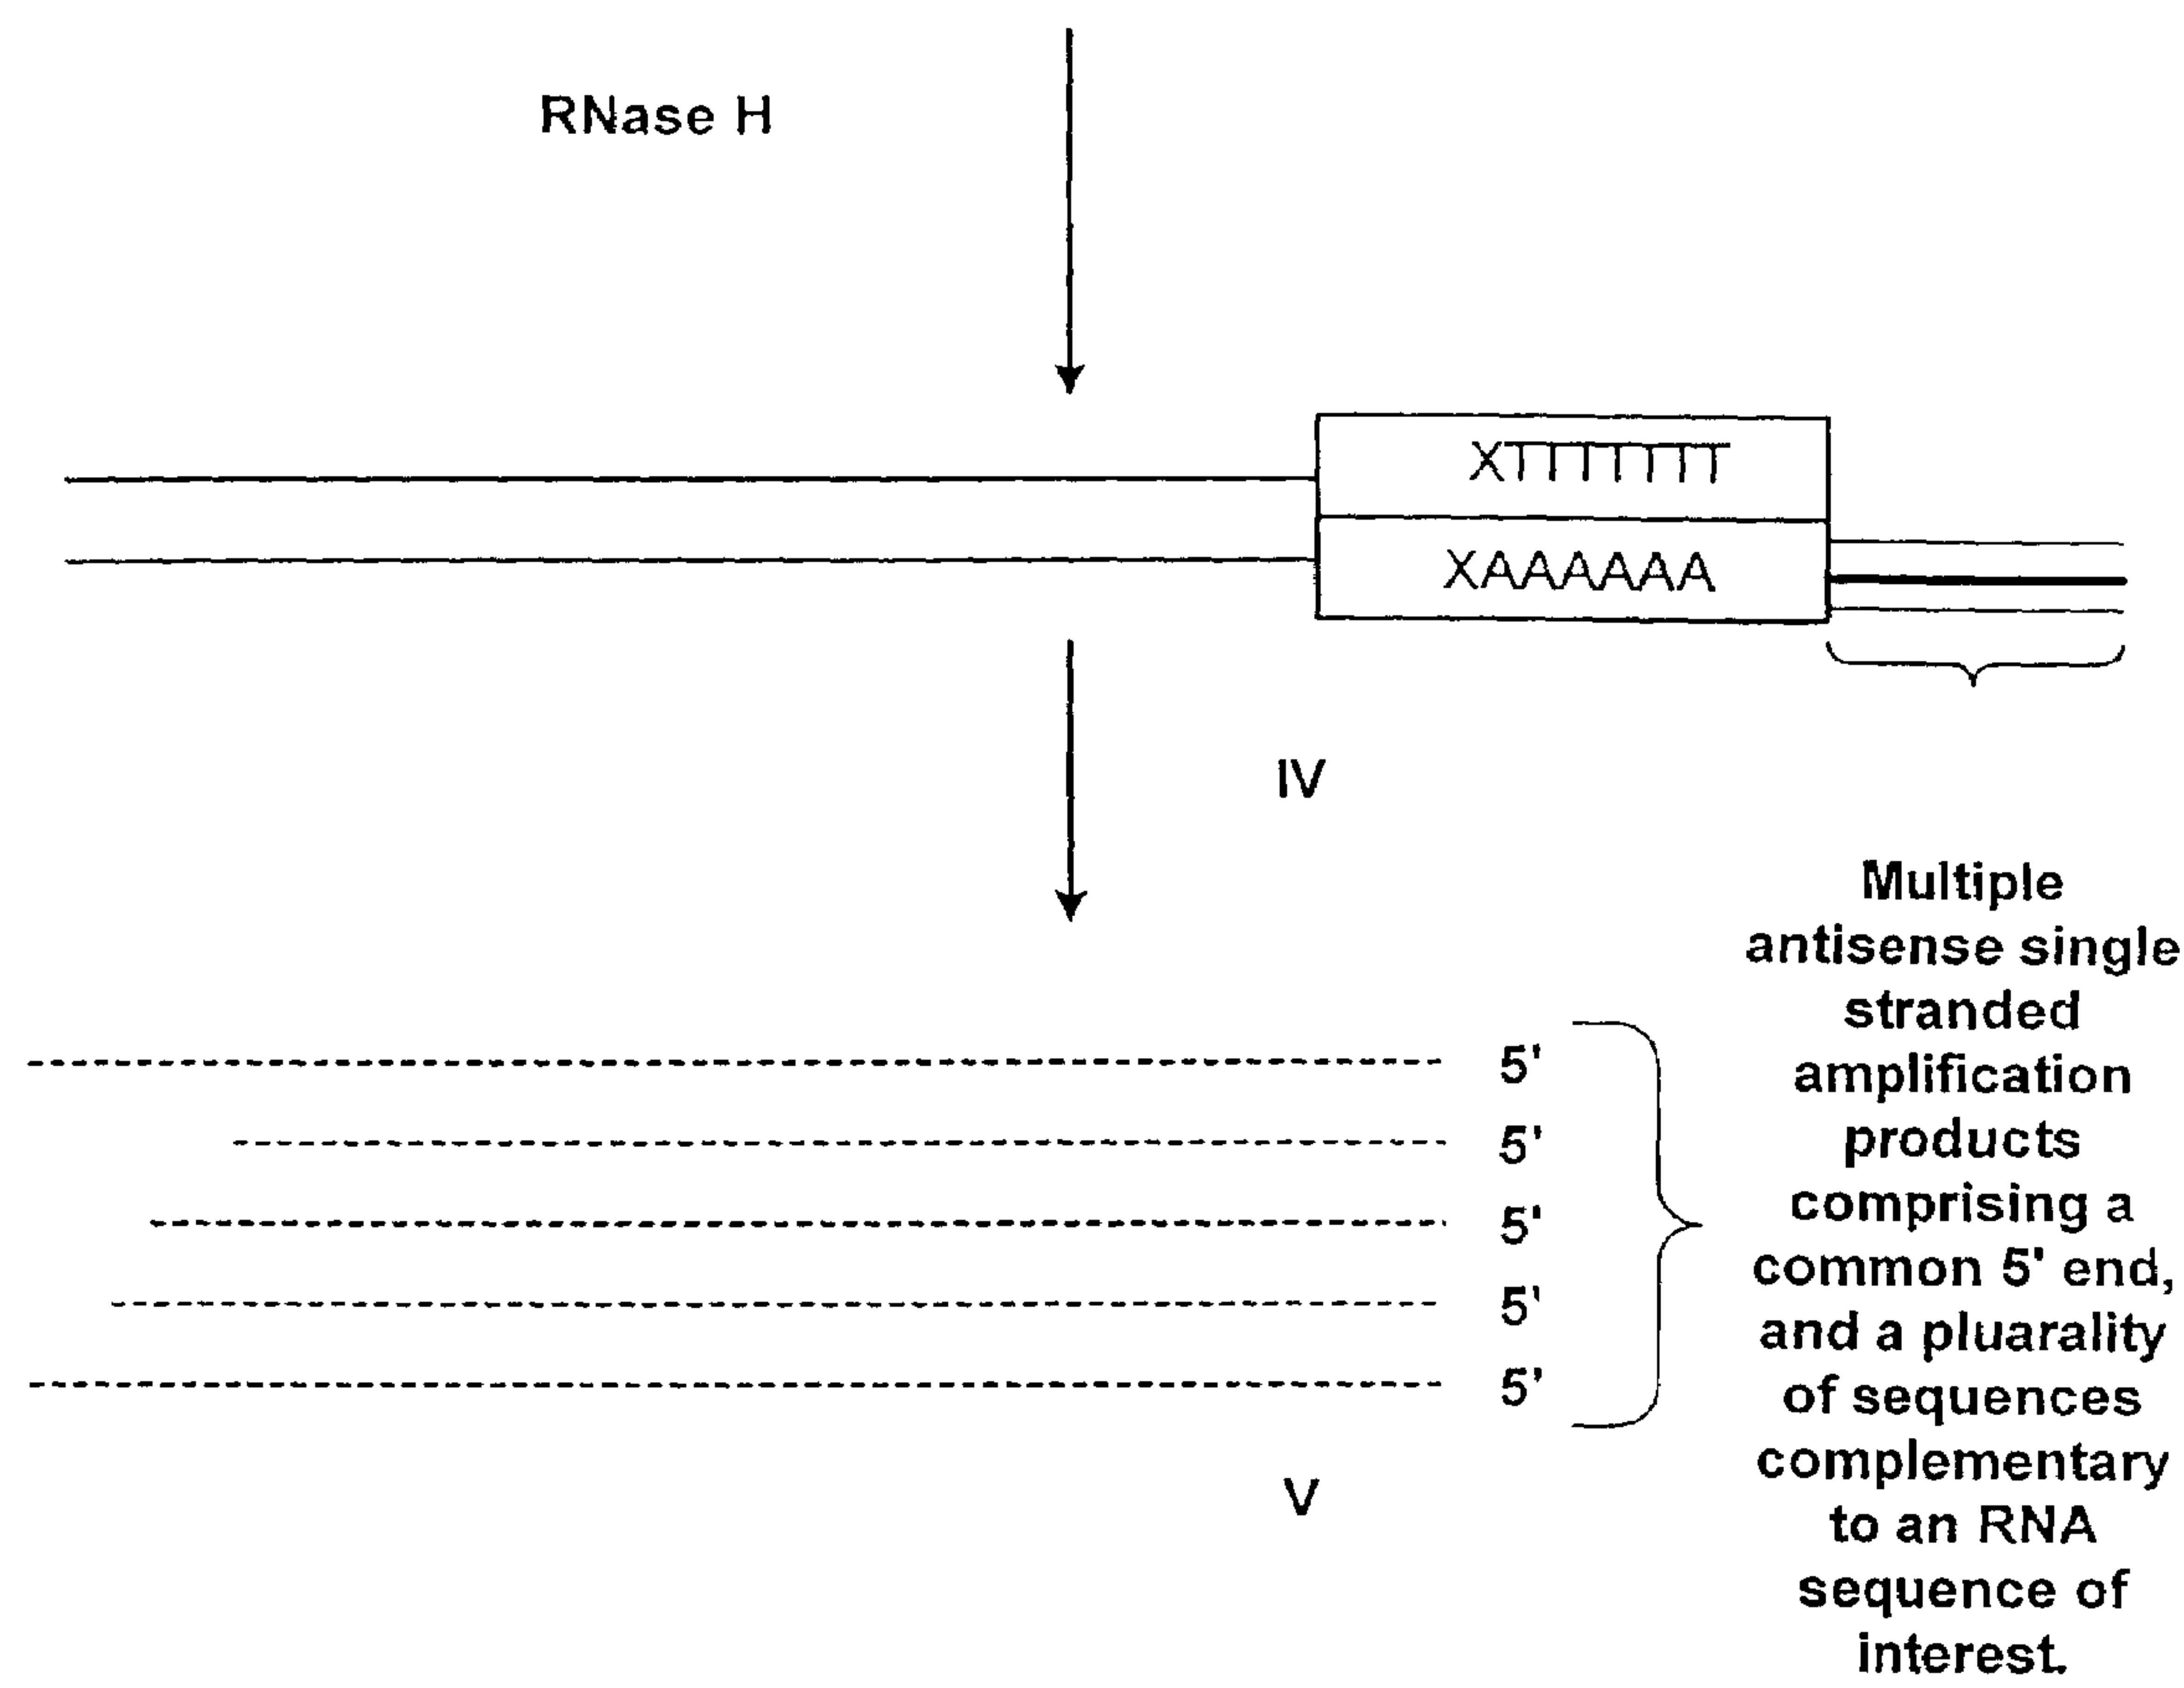 RNase H
XTTTTTTT
XAAAAAA
IV
Multiple
antisense single
stranded
amplification
products
comprising a
common 5' end,
and a pluarality
of sequences
complementary
to an RNA
sequence of
interest.
5'
5'
5'
5'
5'
V